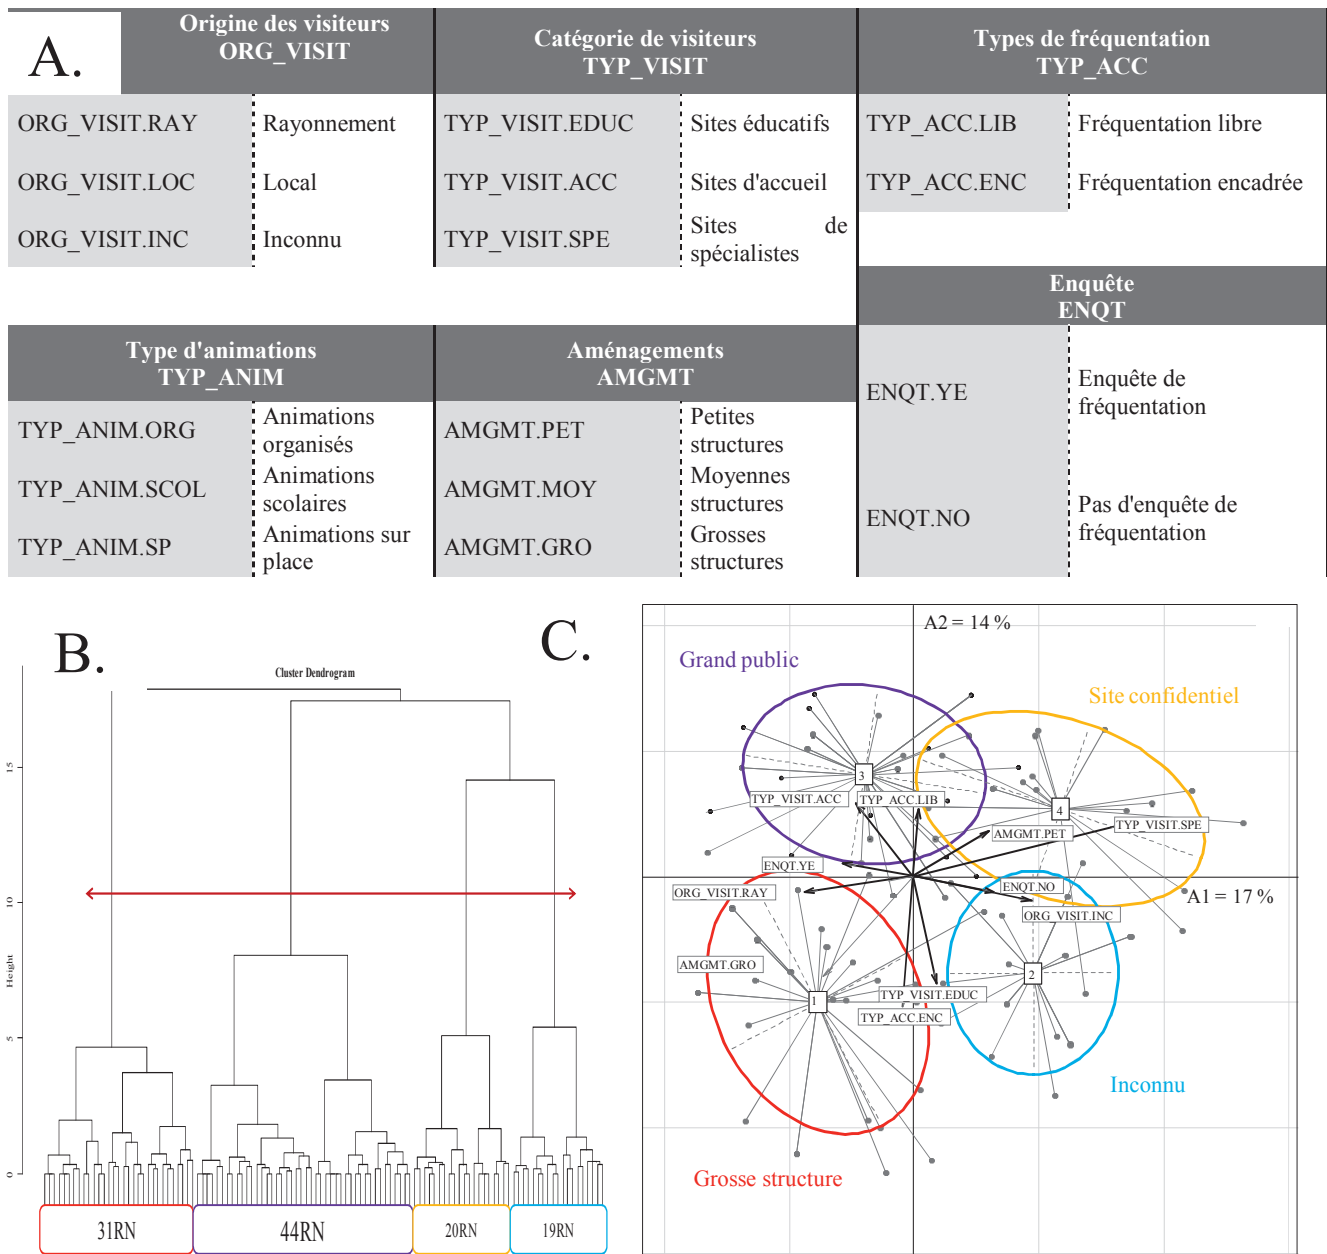 A.
Origine des visiteurs
ORG_VISIT
Catégorie de visiteurs
TYP_VISIT
Types de fréquentation
TYP_ACC
ORG_VISIT.RAY
Rayonnement
TYP_VISIT.EDUC
Sites éducatifs
TYP_ACC.LIB
Fréquentation libre
ORG_VISIT.LOC
Local
TYP_VISIT.ACC
Sites d'accueil
TYP_ACC.ENC
Fréquentation encadrée
ORG_VISIT.INC
Inconnu
TYP_VISIT.SPE
Sites de
spécialistes
Enquête
ENQT
Type d'animations
TYP_ANIM
Aménagements
AMGMT
ENQT.YE
Enquête de
fréquentation
TYP_ANIM.ORG
Animations
organisés
AMGMT.PET
Petites
structures
TYP_ANIM.SCOL
Animations
scolaires
AMGMT.MOY
Moyennes
structures
ENQT.NO
Pas d'enquête de
fréquentation
TYP_ANIM.SP
Animations sur
place
AMGMT.GRO
Grosses
structures
B.
Cluster Dendrogram
Height
15
10
5
0
31RN
44RN
20RN
19RN
C.
A2 = 14 %
Grand public
Site confidentiel
3
TYP_VISIT.ACC
TYP_ACC.LIB
4
AMGMT.PET
TYP_VISIT.SPE
ENQT.YE
ORG_VISIT.RAY
ENQT.NO
A1 = 17 %
ORG_VISIT.INC
AMGMT.GRO
2
TYP_VISIT.EDUC
1
TYP_ACC.ENC
Inconnu
Grosse structure